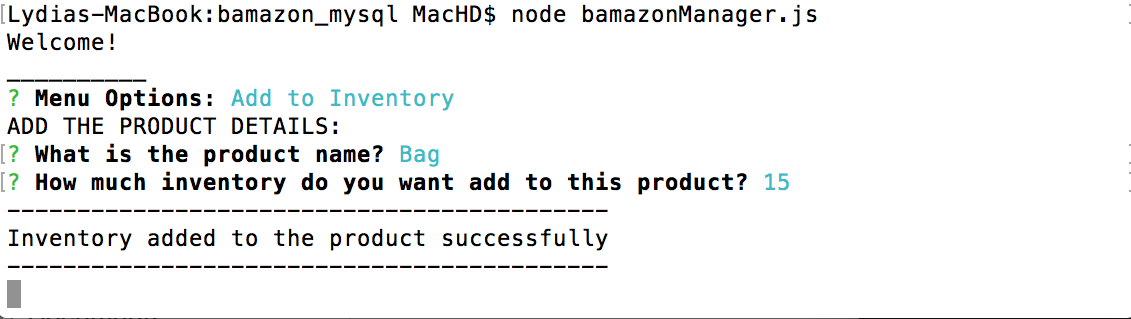 Lydias-MacBook:bamazon_mysql MacHD$ node bamazonManager.js
Welcome!
__________
? Menu Options: Add to Inventory
ADD THE PRODUCT DETAILS:
? What is the product name? Bag
? How much inventory do you want add to this product? 15
-------------------------------------------
Inventory added to the product successfully
-------------------------------------------